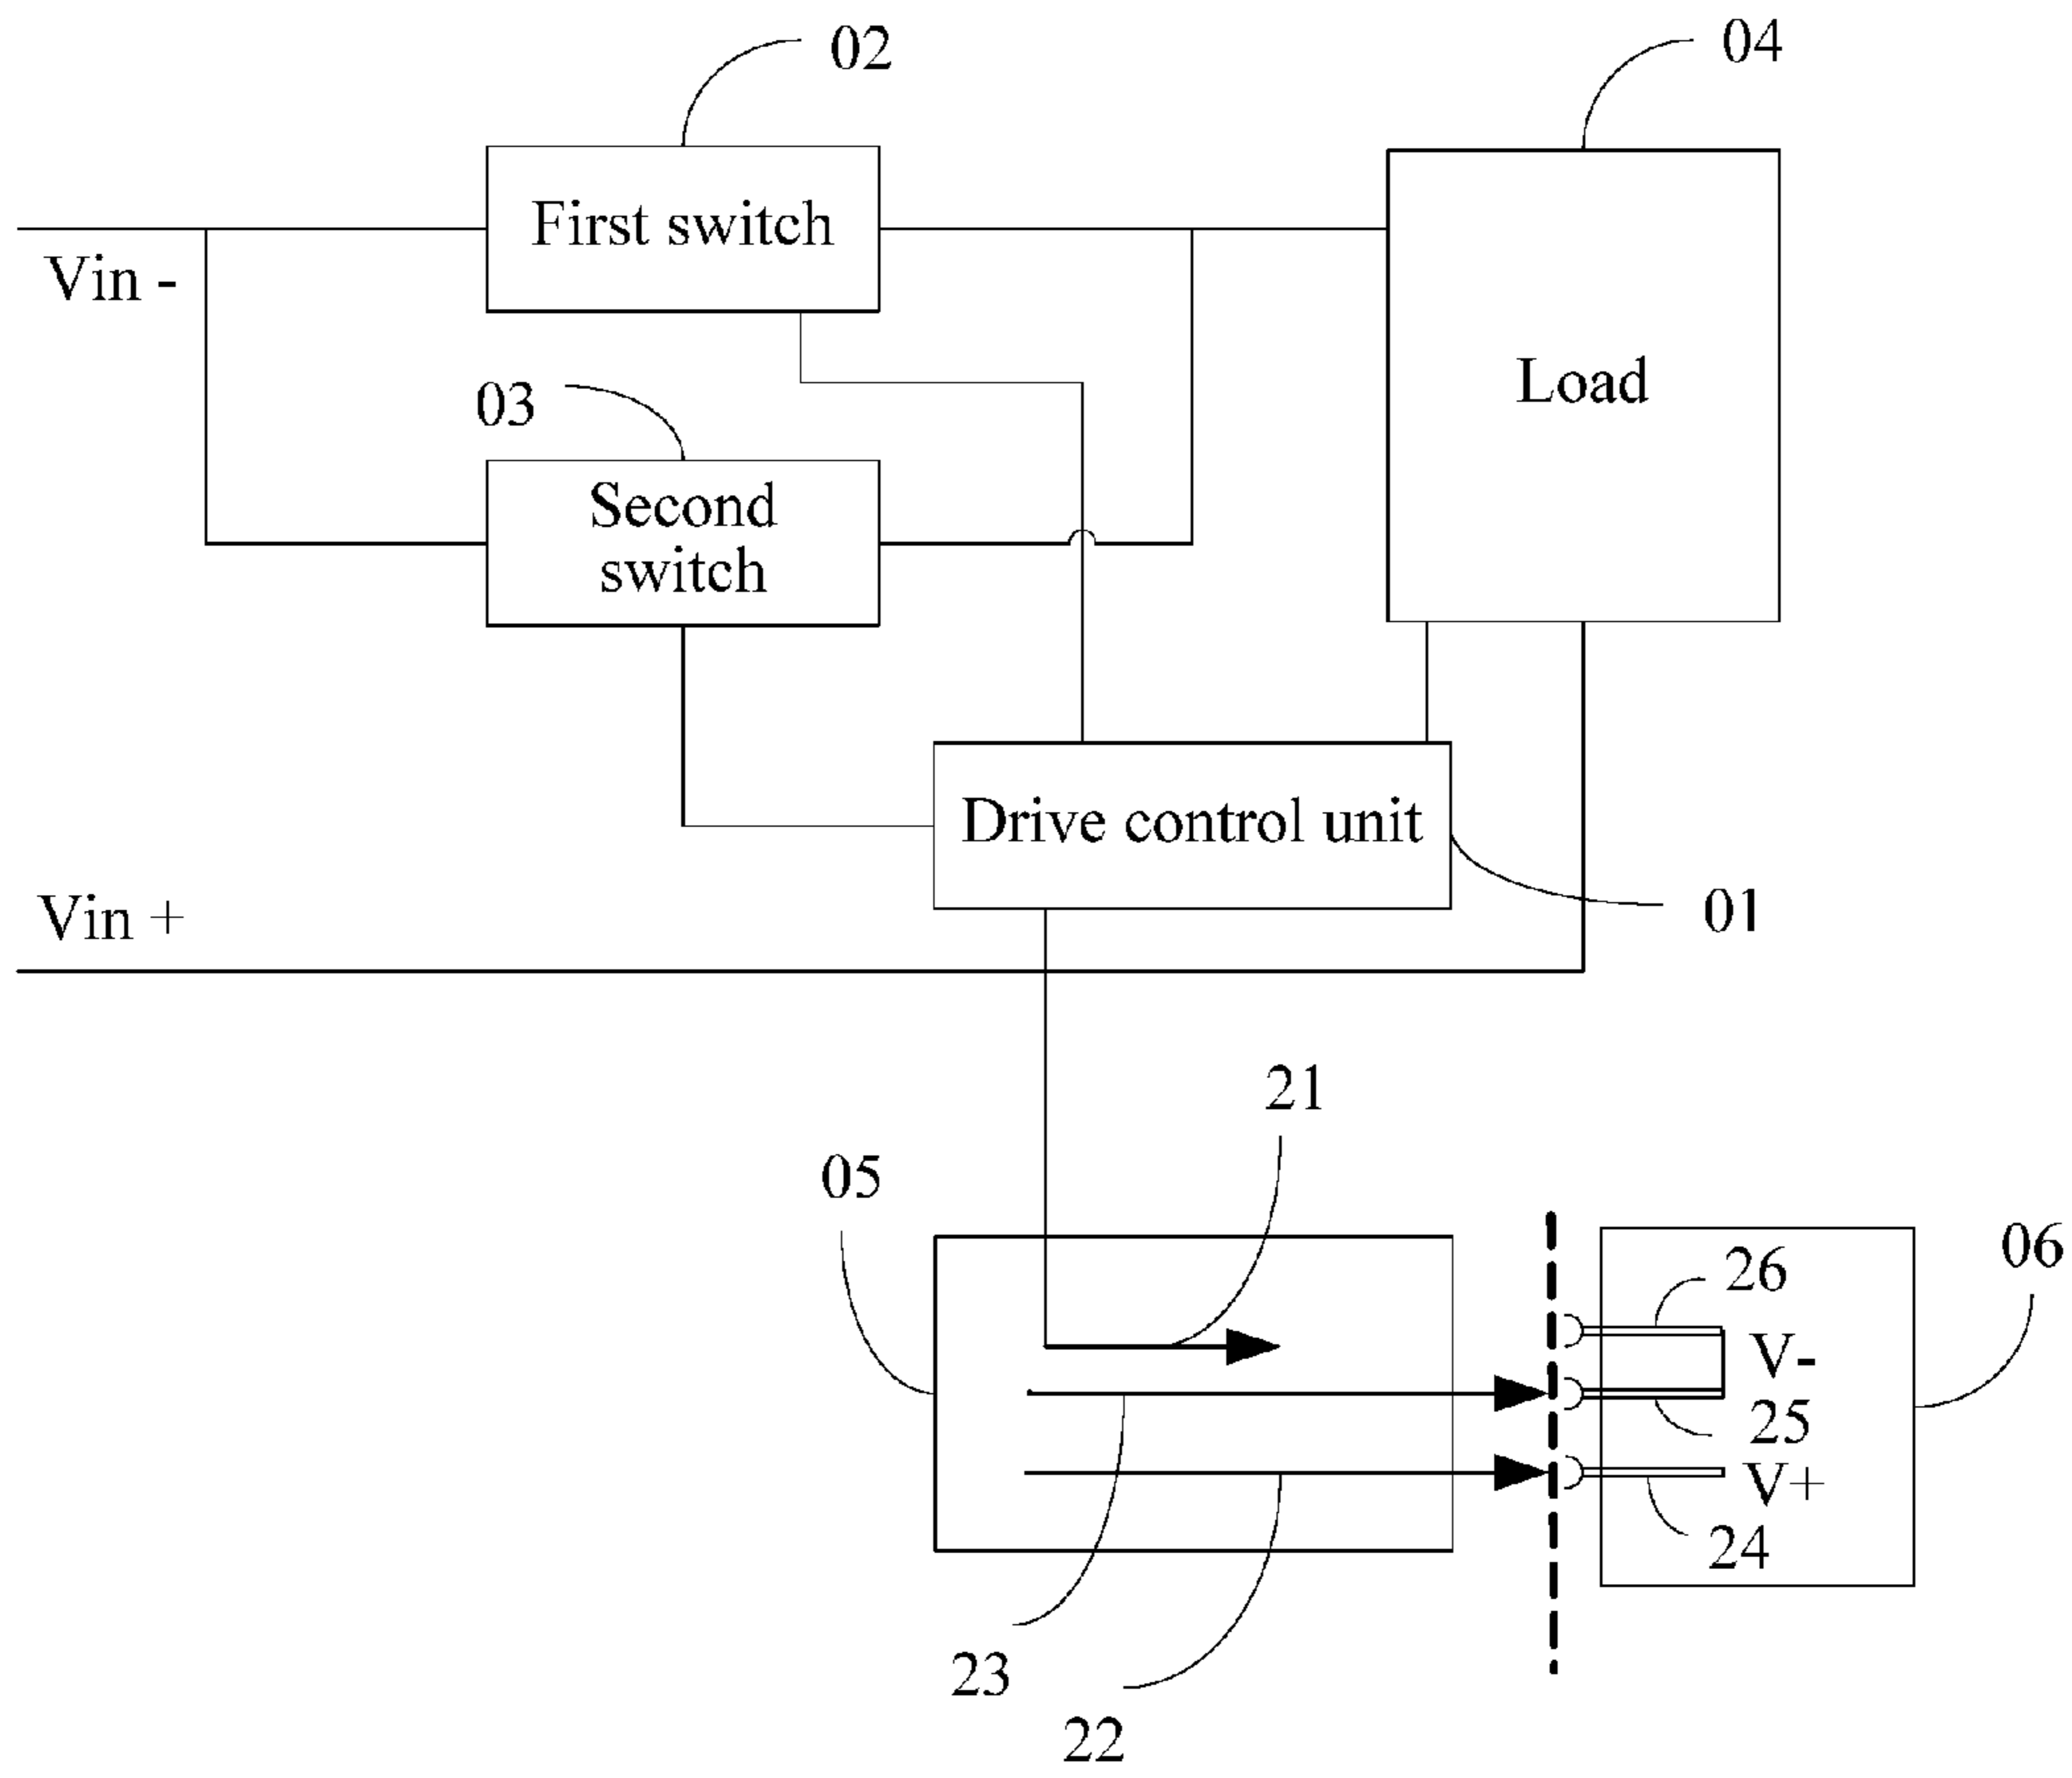 02
04
First switch
Vin -
Load
03
Second
switch
Drive control unit
Vin +
01
21
05
06
26
V-
25
V+
24
23
22